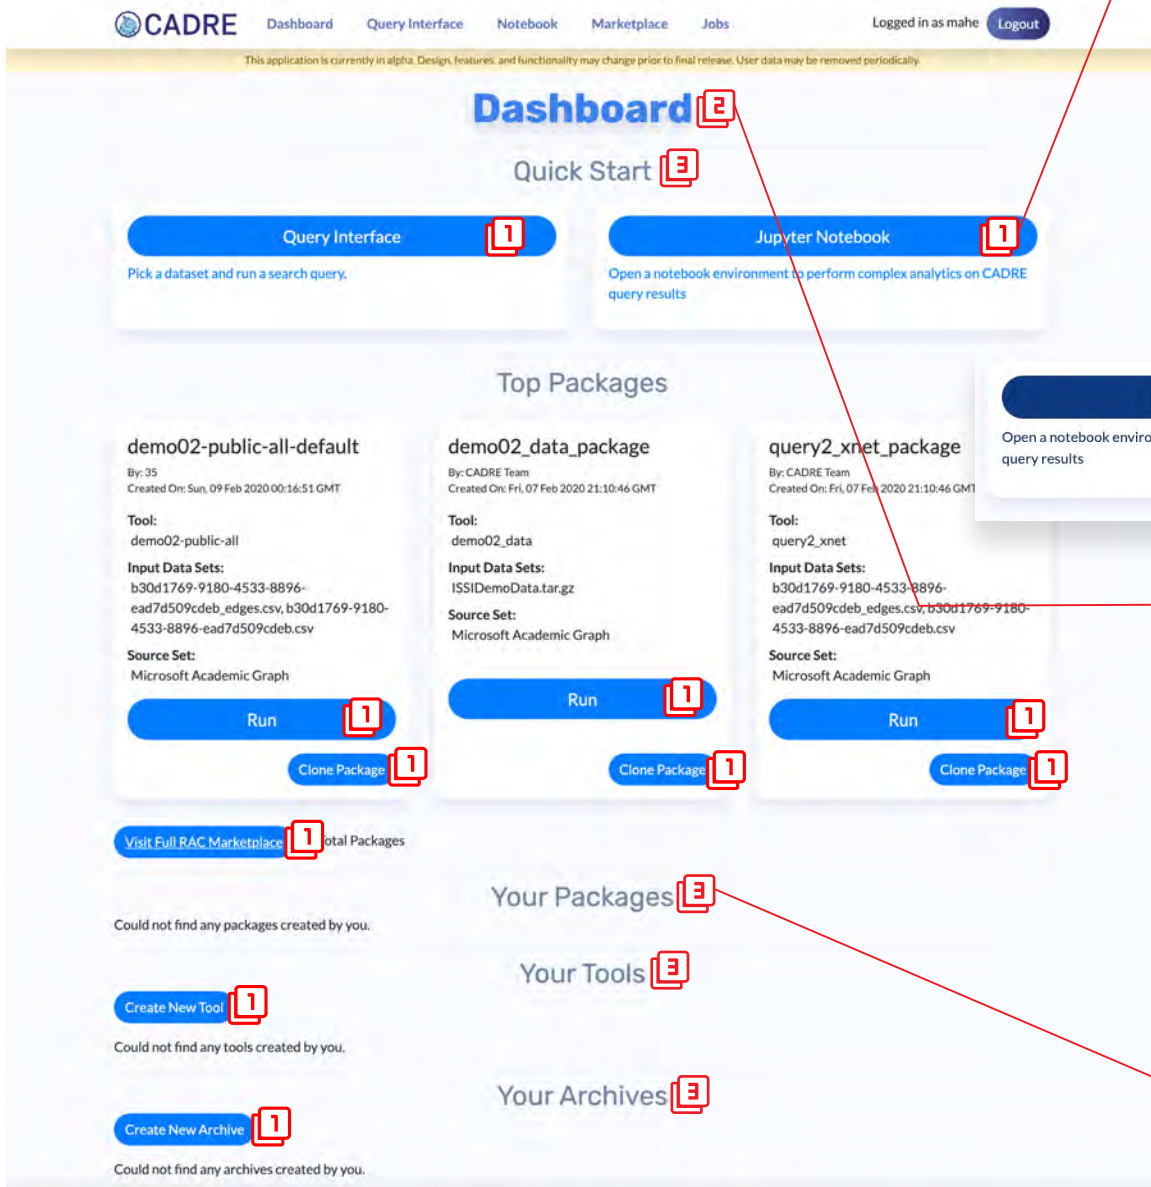 CADRE Dashboard Query Interface Notebook Marketplace Jobs Logged in as mahe Logout
This application is currently in alpha. Design, features, and functionality may change prior to final release. User data may be removed periodically.
Dashboard 2
Quick Start 3
Query Interface 1
Pick a dataset and run a search query.
Jupyter Notebook 1
Open a notebook environment to perform complex analytics on CADRE
query results
Top Packages
demo02-public-all-default
By: 35
Created On: Sun, 09 Feb 2020 00:16:51 GMT
Tool:
demo02-public-all
Input Data Sets:
b30d1769-9180-4533-8896-
ead7d509cdeb_edges.csv, b30d1769-9180-
4533-8896-ead7d509cdeb.csv
Source Set:
Microsoft Academic Graph
Run 1
Clone Package 1
demo02_data_package
By: CADRE Team
Created On: Fri, 07 Feb 2020 21:10:46 GMT
Tool:
demo02_data
Input Data Sets:
ISSIDemoData.tar.gz
Source Set:
Microsoft Academic Graph
Run 1
Clone Package 1
query2_xnet_package
By: CADRE Team
Created On: Fri, 07 Feb 2020 21:10:46 GMT
Tool:
query2_xnet
Input Data Sets:
b30d1769-9180-4533-8896-
ead7d509cdeb_edges.csv, b30d1769-9180-
4533-8896-ead7d509cdeb.csv
Source Set:
Microsoft Academic Graph
Run 1
Clone Package 1
Open a notebook enviro
query results
Visit Full RAC Marketplace 1 otal Packages
Your Packages 3
Could not find any packages created by you.
Your Tools 3
Create New Tool 1
Could not find any tools created by you.
Your Archives 3
Create New Archive 1
Could not find any archives created by you.